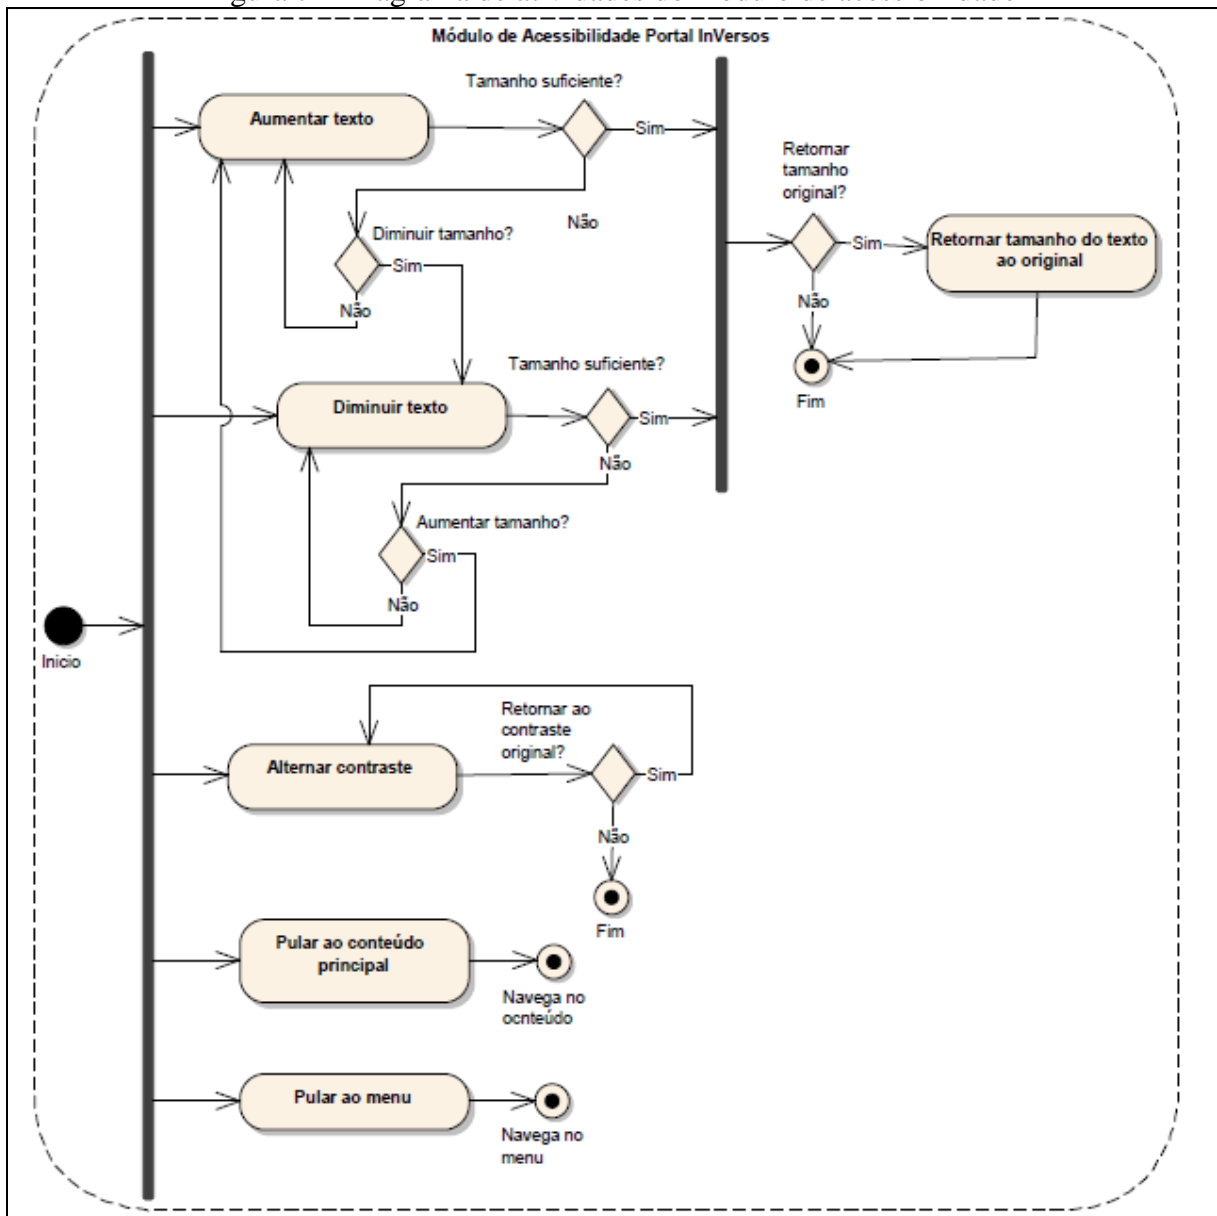 Módulo de Acessibilidade Portal InVersos
Tamanho suficiente?
Aumentar texto
Sim
Não
Diminuir tamanho?
Sim
Não
Retornar
tamanho
original?
Sim
Retornar tamanho do texto
ao original
Não
Fim
Tamanho suficiente?
Diminuir texto
Sim
Não
Aumentar tamanho?
Sim
Não
Inicio
Retornar ao
contraste
original?
Alternar contraste
Sim
Não
Fim
Pular ao conteúdo
principal
Navega no
ocnteúdo
Pular ao menu
Navega no
menu